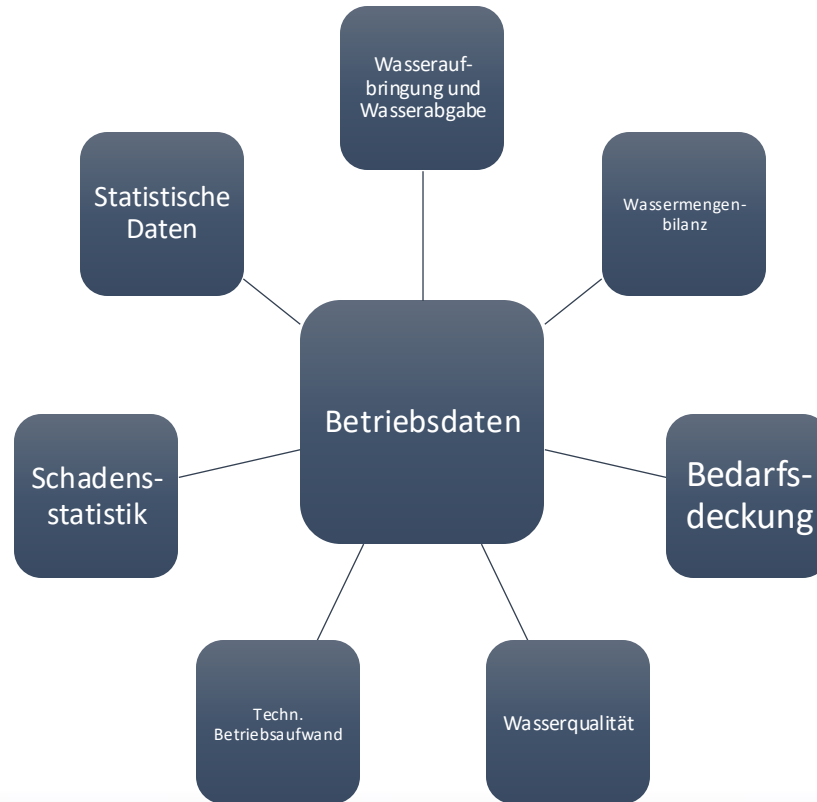 Wasserauf-
bringung und
Wasserabgabe
Statistische
Daten
Wassermengen-
bilanz
Betriebsdaten
Schadens-
statistik
Bedarfs-
deckung
Techn.
Betriebsaufwand
Wasserqualität